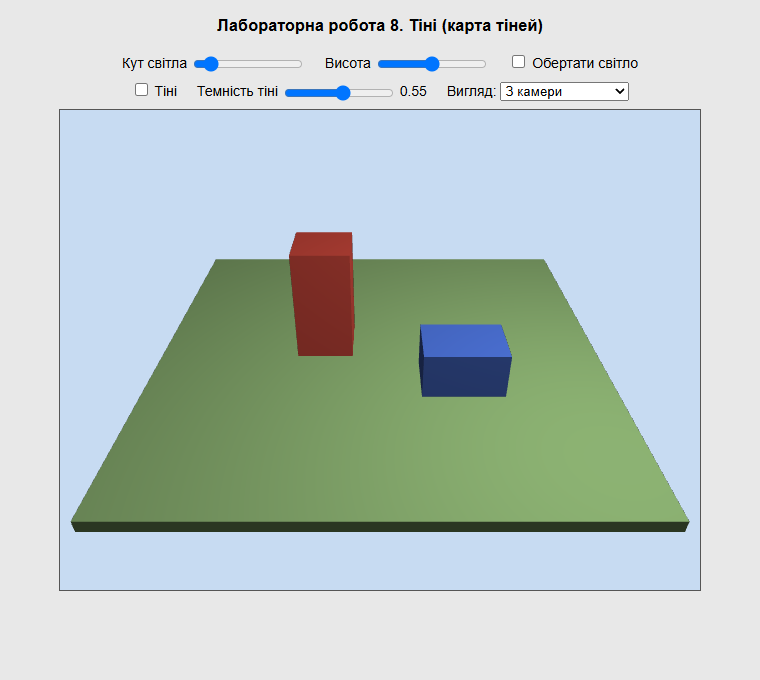 Лабораторна робота 8. Тіні (карта тіней)
Кут світла Висота Обертати світло
Тіні Темність тіні 0.55 Вигляд: З камери